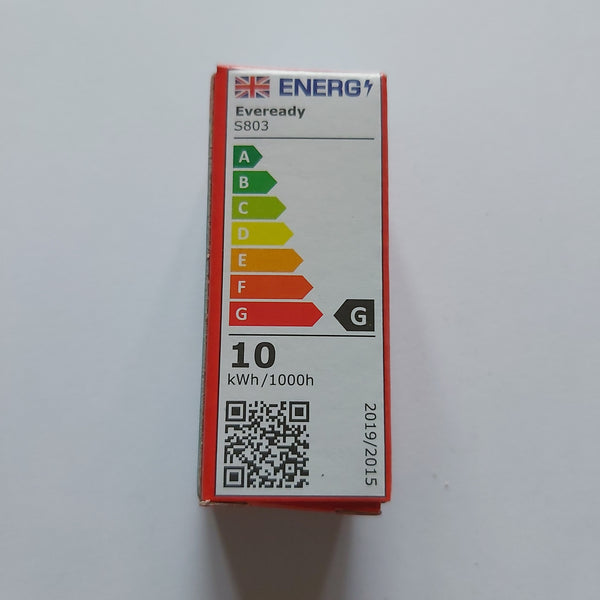 ENERG
Eveready
S803
A
B
C
D
E
F
G
G
10
kWh/1000h
2019/2015